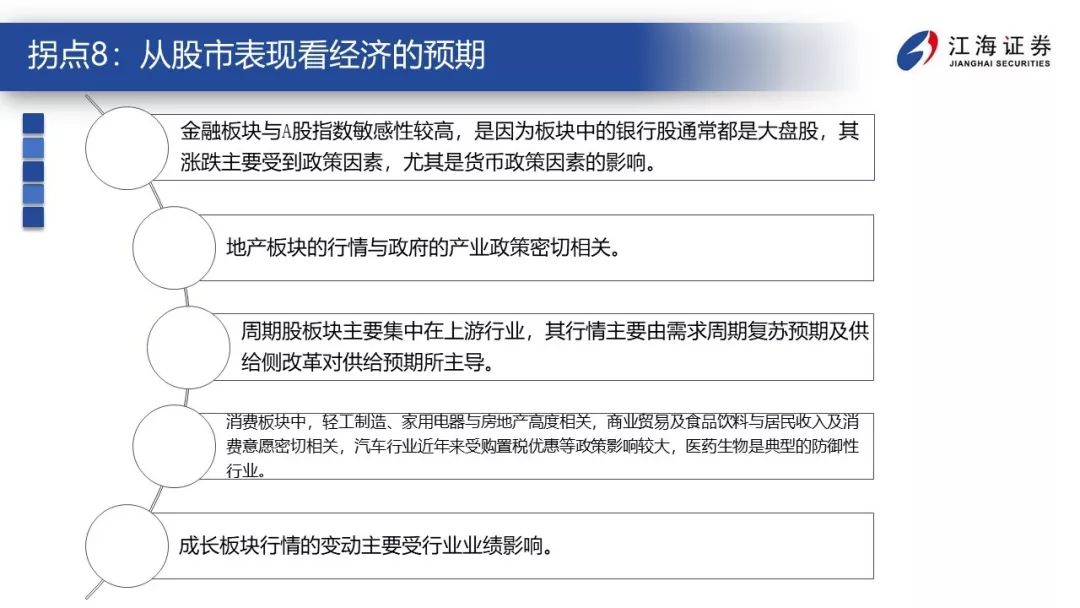 拐点8：从股市表现看经济的预期
江海证券
JIANGHAI SECURITIES
金融板块与A股指数敏感性较高，是因为板块中的银行股通常都是大盘股，其
涨跌主要受到政策因素，尤其是货币政策因素的影响。
地产板块的行情与政府的产业政策密切相关。
周期股板块主要集中在上游行业，其行情主要由需求周期复苏预期及供
给侧改革对供给预期所主导。
消费板块中，轻工制造、家用电器与房地产高度相关，商业贸易及食品饮料与居民收入及消
费意愿密切相关，汽车行业近年来受购置税优惠等政策影响较大，医药生物是典型的防御性
行业。
成长板块行情的变动主要受行业业绩影响。